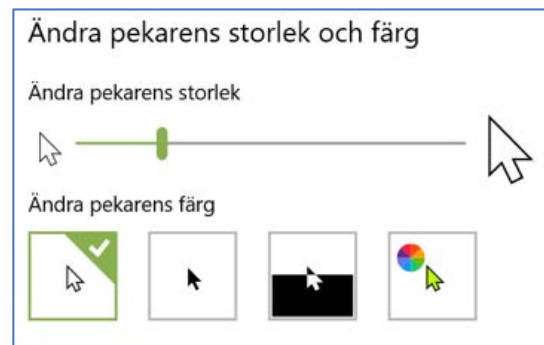 Ändra pekarens storlek och färg
Ändra pekarens storlek
Ändra pekarens färg